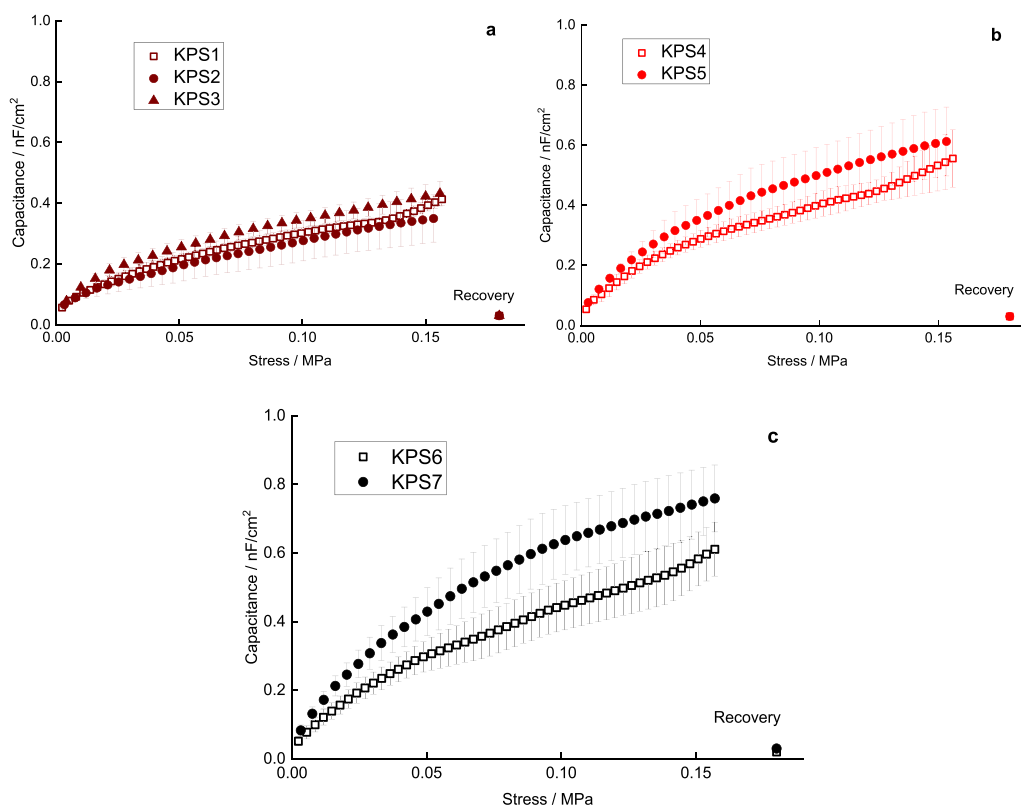 a
KPS1
KPS2
KPS3
Capacitance / nF/cm²
1.0
0.8
0.6
0.4
0.2
0.0
Recovery
0.05
0.10
0.15
Stress / MPa
b
KPS4
KPS5
Capacitance / nF/cm²
1.0
0.8
0.6
0.4
0.2
0.0
Recovery
0.05
0.10
0.15
Stress / MPa
c
KPS6
KPS7
Capacitance / nF/cm²
1.0
0.8
0.6
0.4
0.2
0.0
Recovery
0.00
0.05
0.10
0.15
Stress / MPa